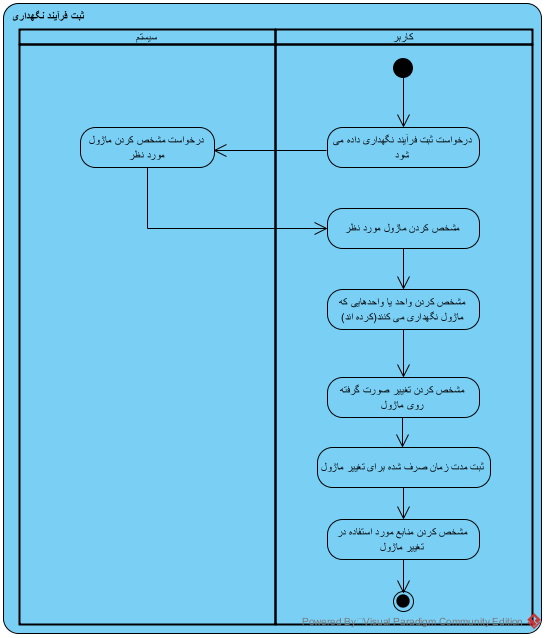 ثبت فرآیند نگهداری
کاربر
سیستم
درخواست ثبت فرآیند نگهداری داده می
شود
درخواست مشخص کردن ماژول
مورد نظر
مشخص کردن ماژول مورد نظر
مشخص کردن واحد یا واحدهایی که
ماژول نگهداری می کنند(کرده اند)
مشخص کردن تغییر صورت گرفته
روی ماژول
ثبت مدت زمان صرف شده برای تغییر ماژول
مشخص کردن منابع مورد استفاده در
تغییر ماژول
Powered By Visual Paradigm Community Edition